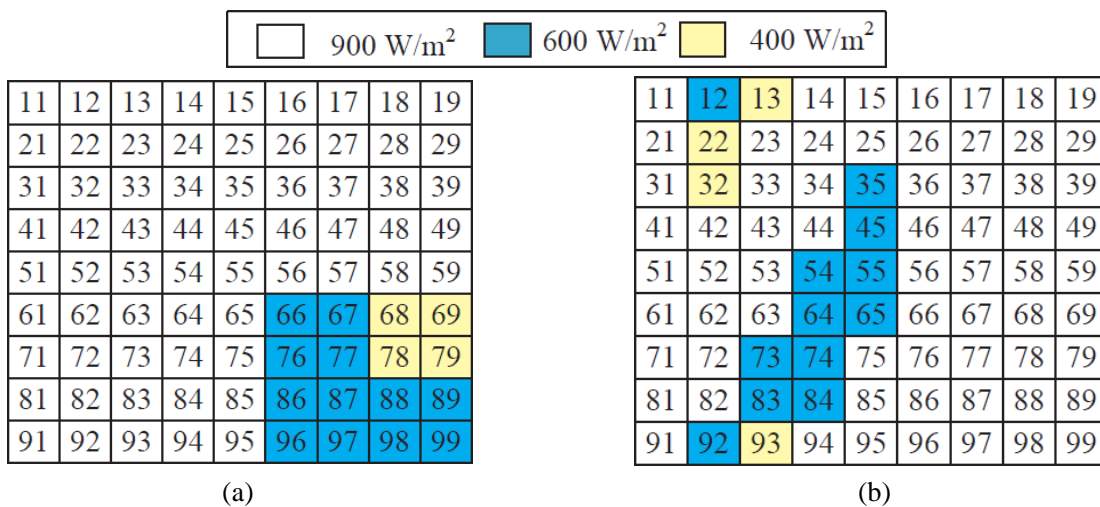 900 W/m² 600 W/m² 400 W/m²
11 12 13 14 15 16 17 18 19
21 22 23 24 25 26 27 28 29
31 32 33 34 35 36 37 38 39
41 42 43 44 45 46 47 48 49
51 52 53 54 55 56 57 58 59
61 62 63 64 65 66 67 68 69
71 72 73 74 75 76 77 78 79
81 82 83 84 85 86 87 88 89
91 92 93 94 95 96 97 98 99
(a)
11 12 13 14 15 16 17 18 19
21 22 23 24 25 26 27 28 29
31 32 33 34 35 36 37 38 39
41 42 43 44 45 46 47 48 49
51 52 53 54 55 56 57 58 59
61 62 63 64 65 66 67 68 69
71 72 73 74 75 76 77 78 79
81 82 83 84 85 86 87 88 89
91 92 93 94 95 96 97 98 99
(b)